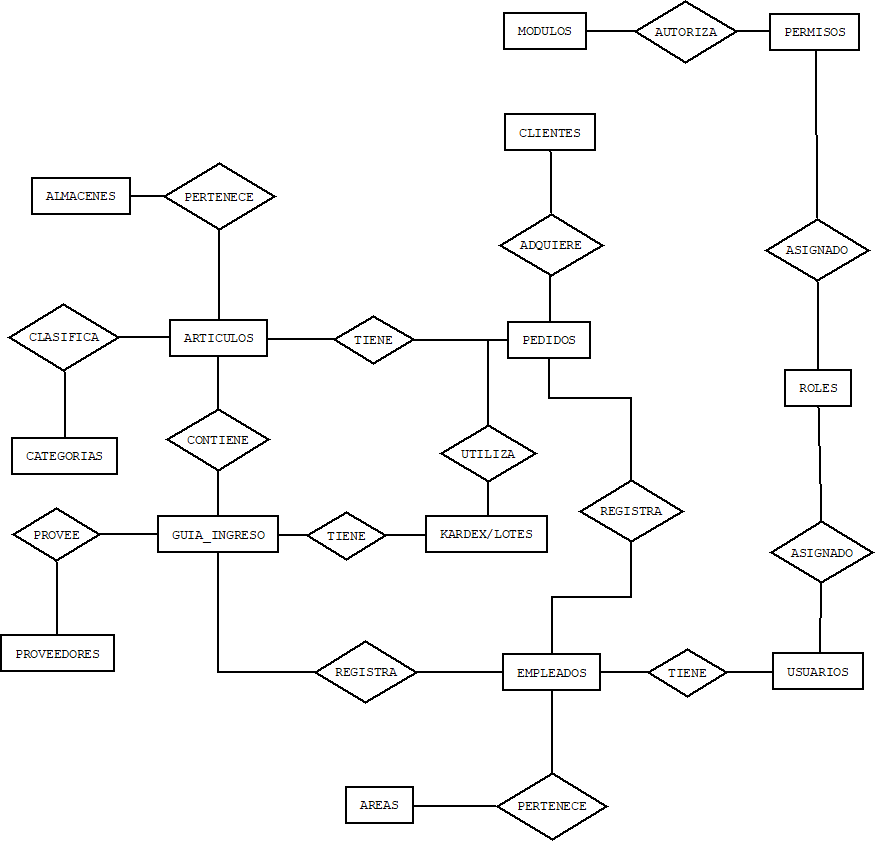 MODULOS
AUTORIZA
PERMISOS
CLIENTES
ALMACENES
PERTENECE
ADQUIERE
ASIGNADO
CLASIFICA
ARTICULOS
TIENE
PEDIDOS
ROLES
CONTIENE
CATEGORIAS
UTILIZA
REGISTRA
PROVEE
GUIA_INGRESO
TIENE
KARDEX/LOTES
ASIGNADO
PROVEEDORES
REGISTRA
EMPLEADOS
TIENE
USUARIOS
AREAS
PERTENECE